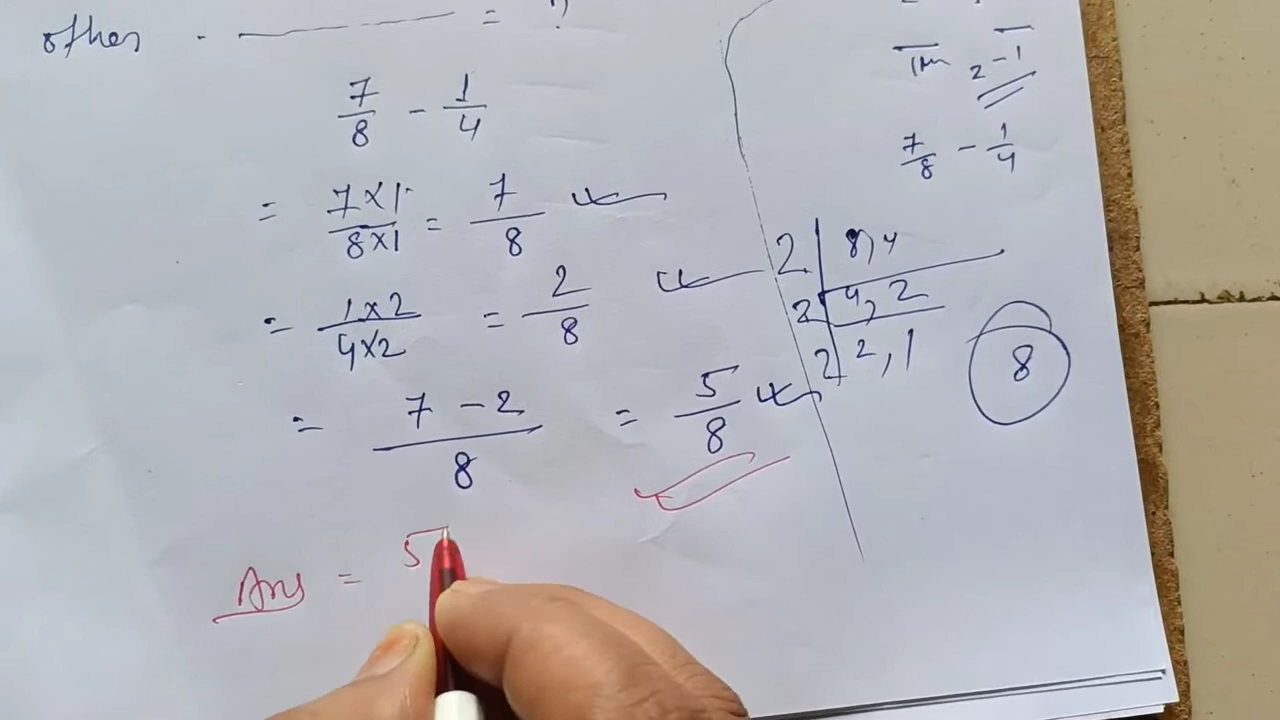 other . ———— = ?
7/8 - 1/4
= 7×1/8×1 = 7/8
= 1×2/4×2 = 2/8
= 7 - 2/8 = 5/8
Ans = 5
2 - 1
7/8 - 1/4
2 | 8, 4
2 | 4, 2
2 | 2, 1
8